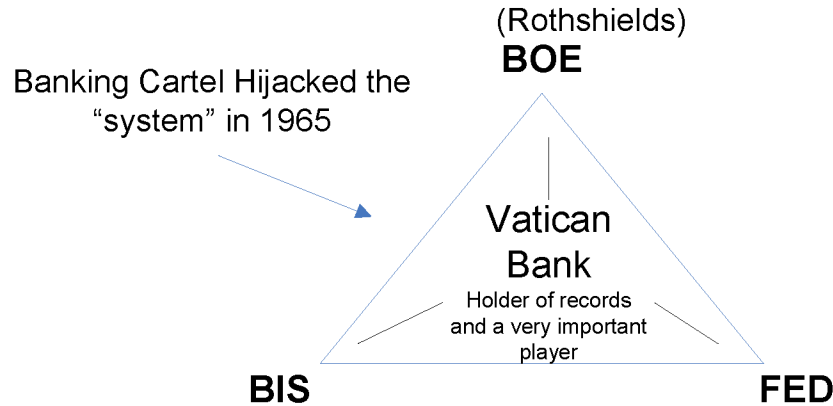 (Rothshields)
BOE
Banking Cartel Hijacked the
“system” in 1965
Vatican
Bank
Holder of records
and a very important
player
BIS
FED